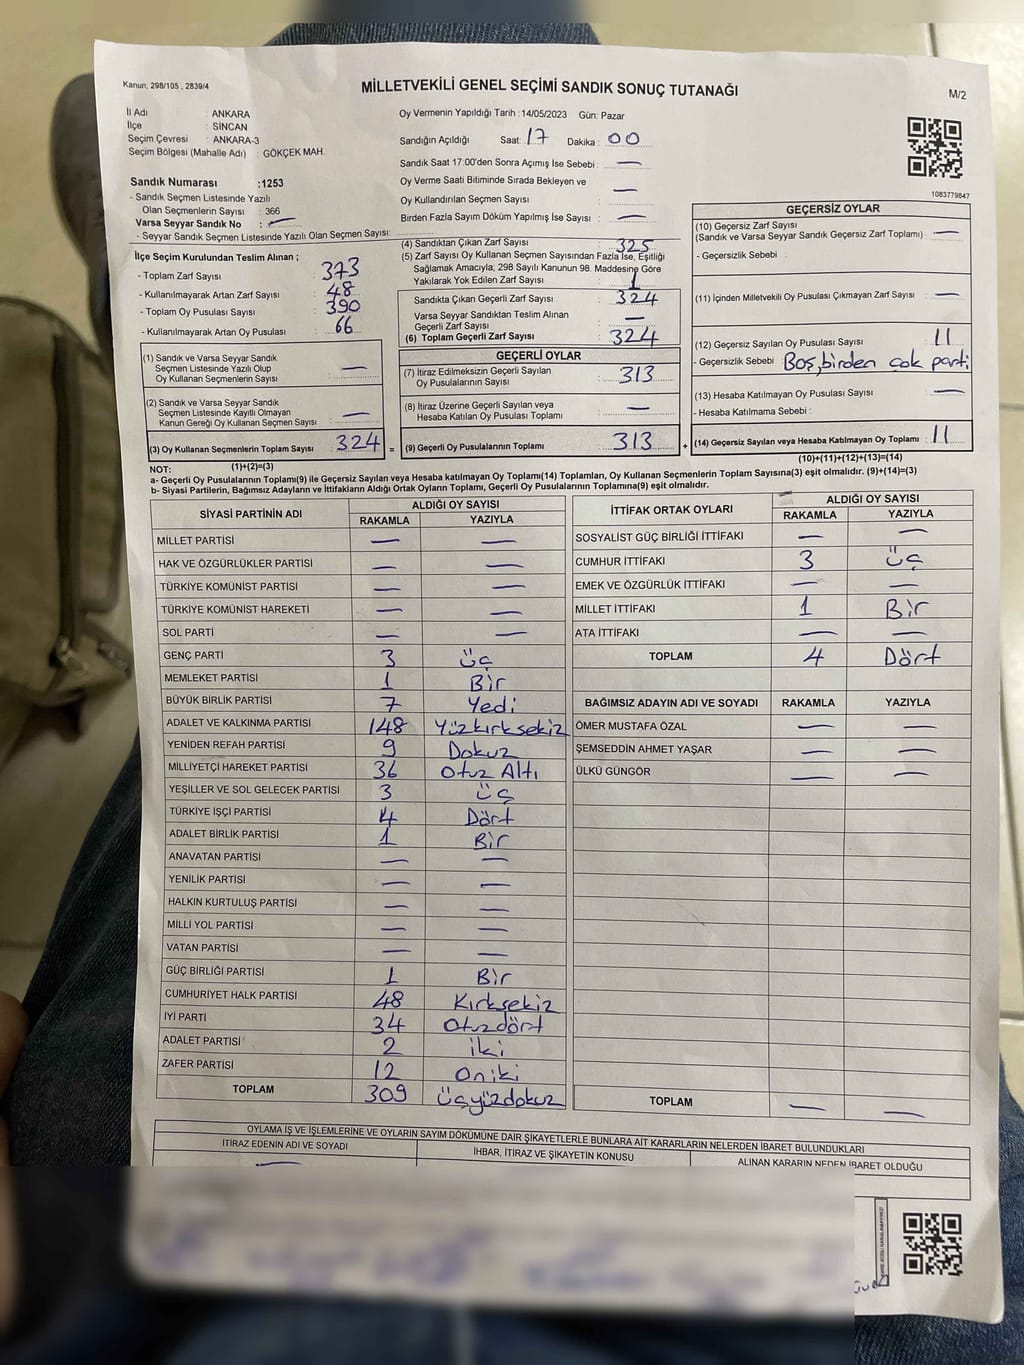 Kanun; 298/105 , 2839/4
MİLLETVEKİLİ GENEL SEÇİMİ SANDIK SONUÇ TUTANAĞI
M/2
İl Adı : ANKARA
İlçe : SİNCAN
Seçim Çevresi : ANKARA-3
Seçim Bölgesi (Mahalle Adı) : GÖKÇEK MAH.
Sandık Numarası :1253
- Sandık Seçmen Listesinde Yazılı
Olan Seçmenlerin Sayısı : 366
Varsa Seyyar Sandık No : —
- Seyyar Sandık Seçmen Listesinde Yazılı Olan Seçmen Sayısı:
Oy Vermenin Yapıldığı Tarih :14/05/2023 Gün: Pazar
Sandığın Açıldığı Saat: 17 Dakika: 00
Sandık Saat 17:00'den Sonra Açımış İse Sebebi : —
Oy Verme Saati Bitiminde Sırada Bekleyen ve
Oy Kullandırılan Seçmen Sayısı : —
Birden Fazla Sayım Döküm Yapılmış İse Sayısı : —
1083779847
İlçe Seçim Kurulundan Teslim Alınan ;
- Toplam Zarf Sayısı : 373
- Kullanılmayarak Artan Zarf Sayısı : 48
- Toplam Oy Pusulası Sayısı : 390
- Kullanılmayarak Artan Oy Pusulası : 66
(4) Sandıktan Çıkan Zarf Sayısı : 325
(5) Zarf Sayısı Oy Kullanan Seçmen Sayısından Fazla İse, Eşitliği
Sağlamak Amacıyla; 298 Sayılı Kanunun 98. Maddesine Göre
Yakılarak Yok Edilen Zarf Sayısı : 1
Sandıkta Çıkan Geçerli Zarf Sayısı : 324
Varsa Seyyar Sandıktan Teslim Alınan
Geçerli Zarf Sayısı : —
(6) Toplam Geçerli Zarf Sayısı : 324
GEÇERSİZ OYLAR
(10) Geçersiz Zarf Sayısı
(Sandık ve Varsa Seyyar Sandık Geçersiz Zarf Toplamı) : —
- Geçersizlik Sebebi :
(11) İçinden Milletvekili Oy Pusulası Çıkmayan Zarf Sayısı : —
(12) Geçersiz Sayılan Oy Pusulası Sayısı : 11
- Geçersizlik Sebebi : Boş, birden çok parti
(13) Hesaba Katılmayan Oy Pusulası Sayısı : —
- Hesaba Katılmama Sebebi :
(14) Geçersiz Sayılan veya Hesaba Katılmayan Oy Toplamı : 11
(10)+(11)+(12)+(13)=(14)
(1) Sandık ve Varsa Seyyar Sandık
Seçmen Listesinde Yazılı Olup
Oy Kullanan Seçmenlerin Sayısı : —
(2) Sandık ve Varsa Seyyar Sandık
Seçmen Listesinde Kayıtlı Olmayan
Kanun Gereği Oy Kullanan Seçmen Sayısı : —
(3) Oy Kullanan Seçmenlerin Toplam Sayısı : 324 =
(1)+(2)=(3)
GEÇERLİ OYLAR
(7) İtiraz Edilmeksizin Geçerli Sayılan
Oy Pusulalarının Sayısı : 313
(8) İtiraz Üzerine Geçerli Sayılan veya
Hesaba Katılan Oy Pusulası Toplamı : —
(9) Geçerli Oy Pusulalarının Toplamı : 313 +
NOT:
a- Geçerli Oy Pusulalarının Toplamı(9) ile Geçersiz Sayılan veya Hesaba katılmayan Oy Toplamı(14) Toplamları, Oy Kullanan Seçmenlerin Toplam Sayısına(3) eşit olmalıdır. (9)+(14)=(3)
b- Siyasi Partilerin, Bağımsız Adayların ve İttifakların Aldığı Ortak Oyların Toplamı, Geçerli Oy Pusulalarının Toplamına(9) eşit olmalıdır.
SİYASİ PARTİNİN ADI ALDIĞI OY SAYISI
RAKAMLA YAZIYLA
MİLLET PARTİSİ — —
HAK VE ÖZGÜRLÜKLER PARTİSİ — —
TÜRKİYE KOMÜNİST PARTİSİ — —
TÜRKİYE KOMÜNİST HAREKETİ — —
SOL PARTİ — —
GENÇ PARTİ 3 Üç
MEMLEKET PARTİSİ 1 Bir
BÜYÜK BİRLİK PARTİSİ 7 Yedi
ADALET VE KALKINMA PARTİSİ 148 Yüzkırksekiz
YENİDEN REFAH PARTİSİ 9 Dokuz
MİLLİYETÇİ HAREKET PARTİSİ 36 Otuz Altı
YEŞİLLER VE SOL GELECEK PARTİSİ 3 Üç
TÜRKİYE İŞÇİ PARTİSİ 4 Dört
ADALET BİRLİK PARTİSİ 1 Bir
ANAVATAN PARTİSİ — —
YENİLİK PARTİSİ — —
HALKIN KURTULUŞ PARTİSİ — —
MİLLİ YOL PARTİSİ — —
VATAN PARTİSİ — —
GÜÇ BİRLİĞİ PARTİSİ 1 Bir
CUMHURİYET HALK PARTİSİ 48 Kırksekiz
İYİ PARTİ 34 Otuzdört
ADALET PARTİSİ 2 iki
ZAFER PARTİSİ 12 Oniki
TOPLAM 309 Üçyüzdokuz
İTTİFAK ORTAK OYLARI ALDIĞI OY SAYISI
RAKAMLA YAZIYLA
SOSYALİST GÜÇ BİRLİĞİ İTTİFAKI — —
CUMHUR İTTİFAKI 3 Üç
EMEK VE ÖZGÜRLÜK İTTİFAKI — —
MİLLET İTTİFAKI 1 Bir
ATA İTTİFAKI — —
TOPLAM 4 Dört
BAĞIMSIZ ADAYIN ADI VE SOYADI RAKAMLA YAZIYLA
ÖMER MUSTAFA ÖZAL — —
ŞEMSEDDİN AHMET YAŞAR — —
ÜLKÜ GÜNGÖR — —
TOPLAM — —
OYLAMA İŞ VE İŞLEMLERİNE VE OYLARIN SAYIM DÖKÜMÜNE DAİR ŞİKAYETLERLE BUNLARA AİT KARARLARIN NELERDEN İBARET BULUNDUKLARI
İTİRAZ EDENİN ADI VE SOYADI İHBAR, İTİRAZ VE ŞİKAYETİN KONUSU ALINAN KARARIN NEDEN İBARET OLDUĞU